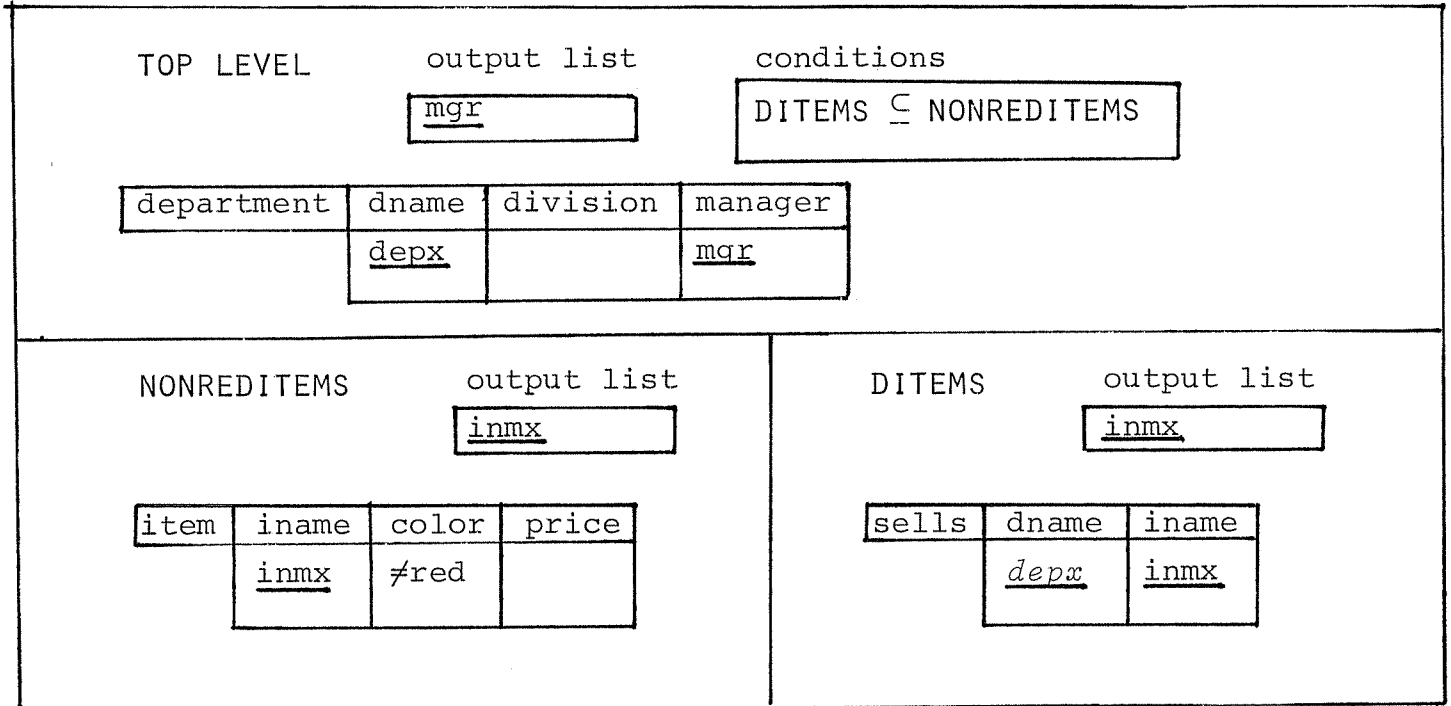 TOP LEVEL output list conditions
mgr DITEMS ⊆ NONREDITEMS
department dname division manager
depx mgr
NONREDITEMS output list
inmx
item iname color price
inmx ≠red
DITEMS output list
inmx
sells dname iname
depx inmx